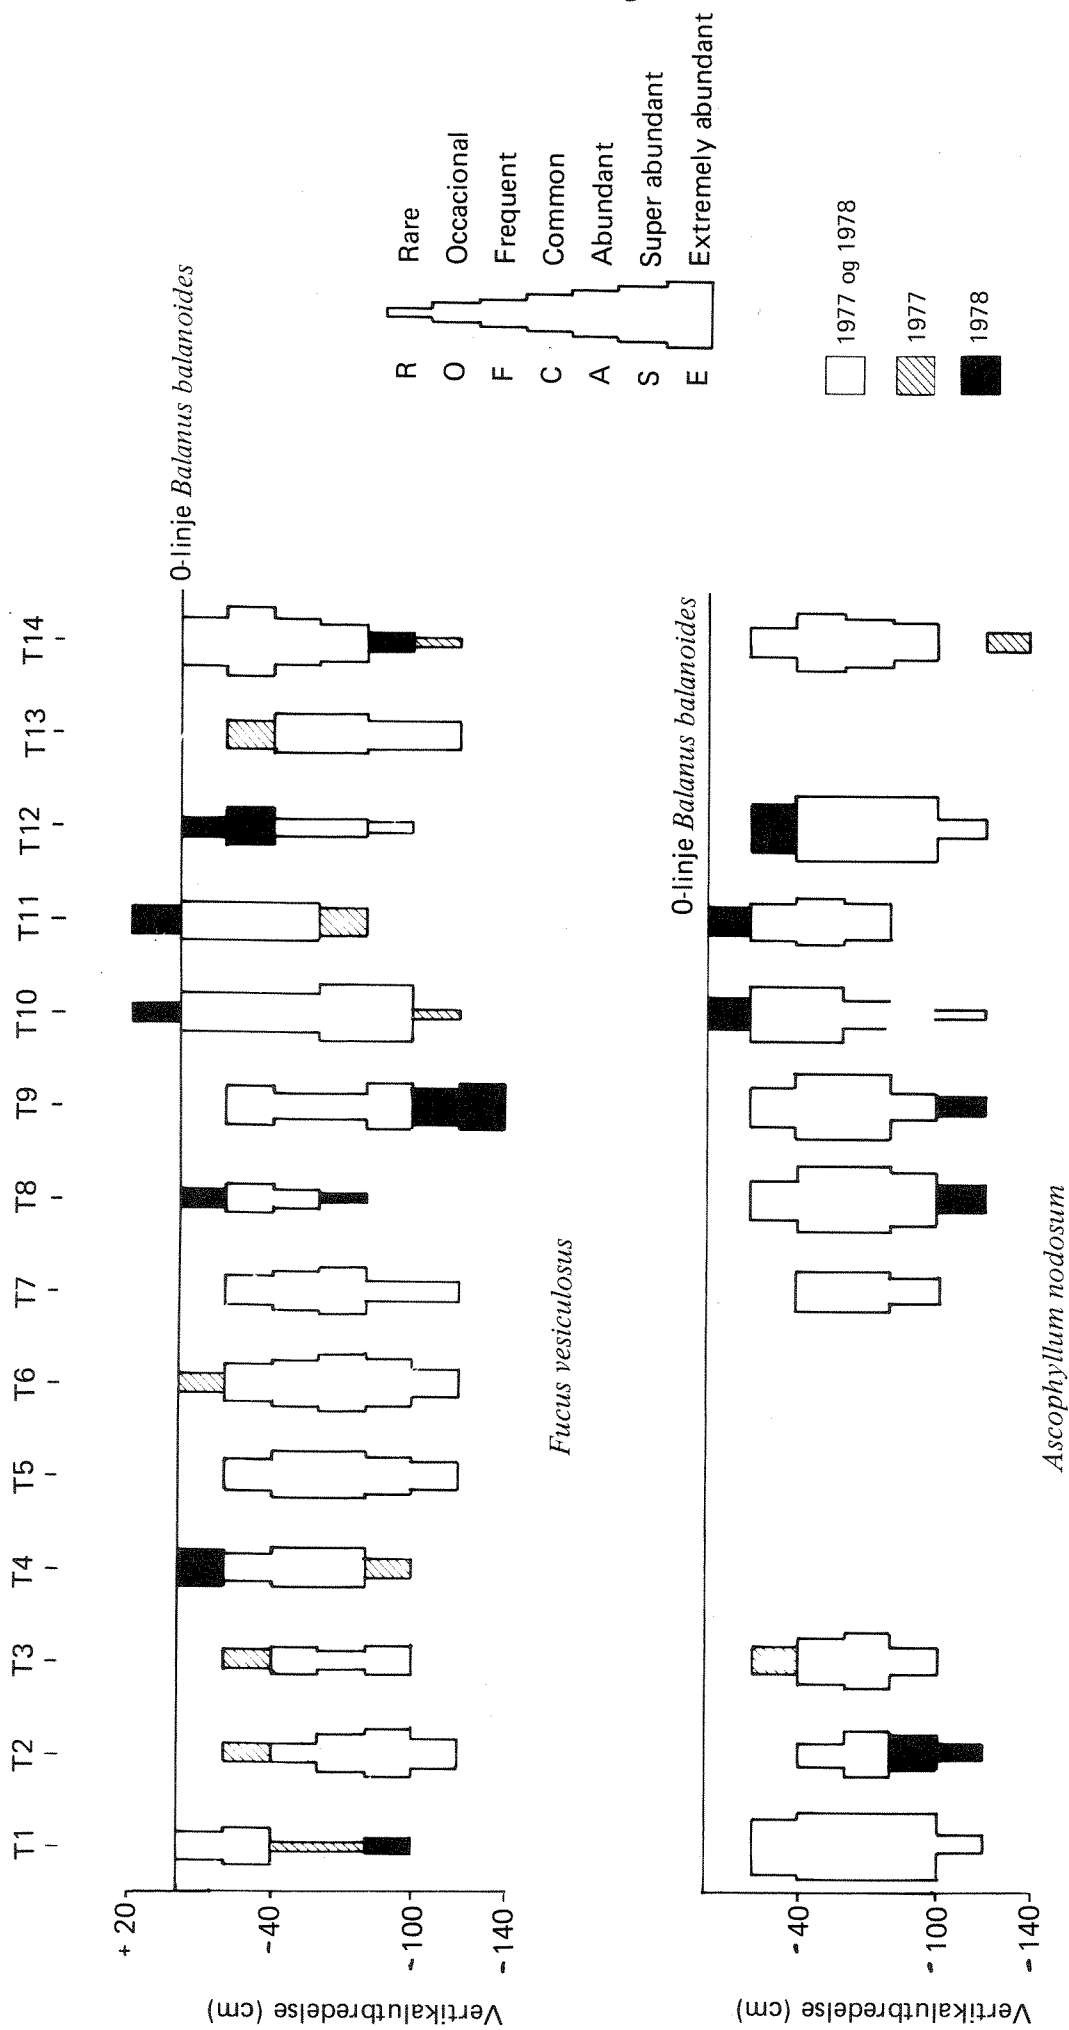 T1 T2 T3 T4 T5 T6 T7 T8 T9 T10 T11 T12 T13 T14
O-linje Balanus balanoides
+ 20
- 40
- 100
- 140
Vertikalutbredelse (cm)
Fucus vesiculosus
R Rare
O Occacional
F Frequent
C Common
A Abundant
S Super abundant
E Extremely abundant
O-linje Balanus balanoides
- 40
- 100
- 140
Vertikalutbredelse (cm)
Ascophyllum nodosum
1977 og 1978
1977
1978